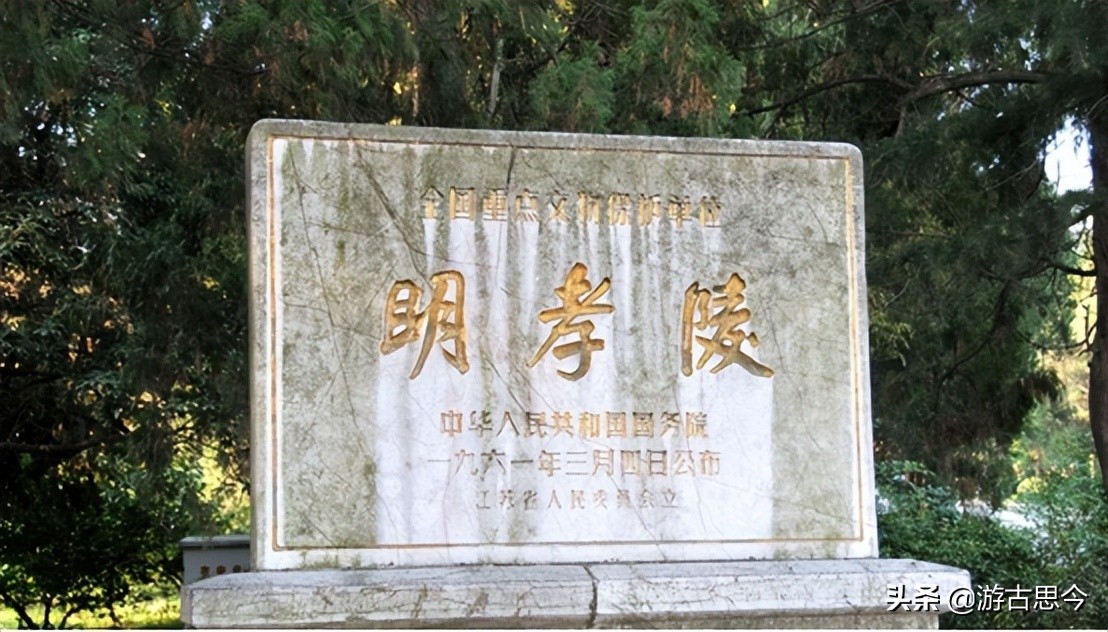 全国重点文物保护单位
明孝陵
中华人民共和国国务院
一九六一年三月四日公布
江苏省人民委员会立
头条 @游古思今